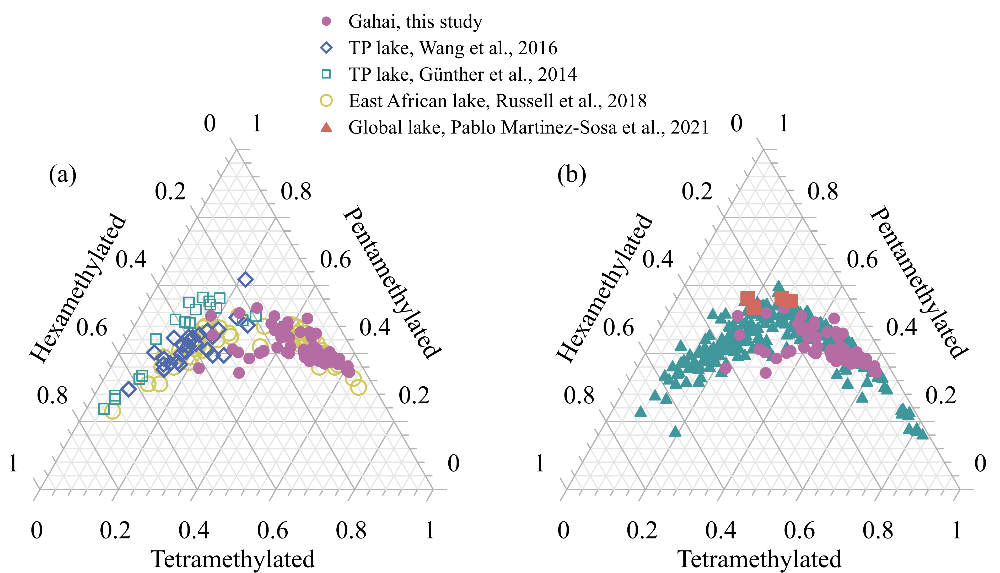 Gahai, this study
TP lake, Wang et al., 2016
TP lake, Günther et al., 2014
East African lake, Russell et al., 2018
Global lake, Pablo Martinez-Sosa et al., 2021
(a)
0
1
0.2
0.8
0.4
0.6
0.6
0.4
0.8
0.2
1
0
0
0.2
0.4
0.6
0.8
1
Hexamethylated
Pentamethylated
Tetramethylated
(b)
0
1
0.2
0.8
0.4
0.6
0.6
0.4
0.8
0.2
1
0
0
0.2
0.4
0.6
0.8
1
Hexamethylated
Pentamethylated
Tetramethylated